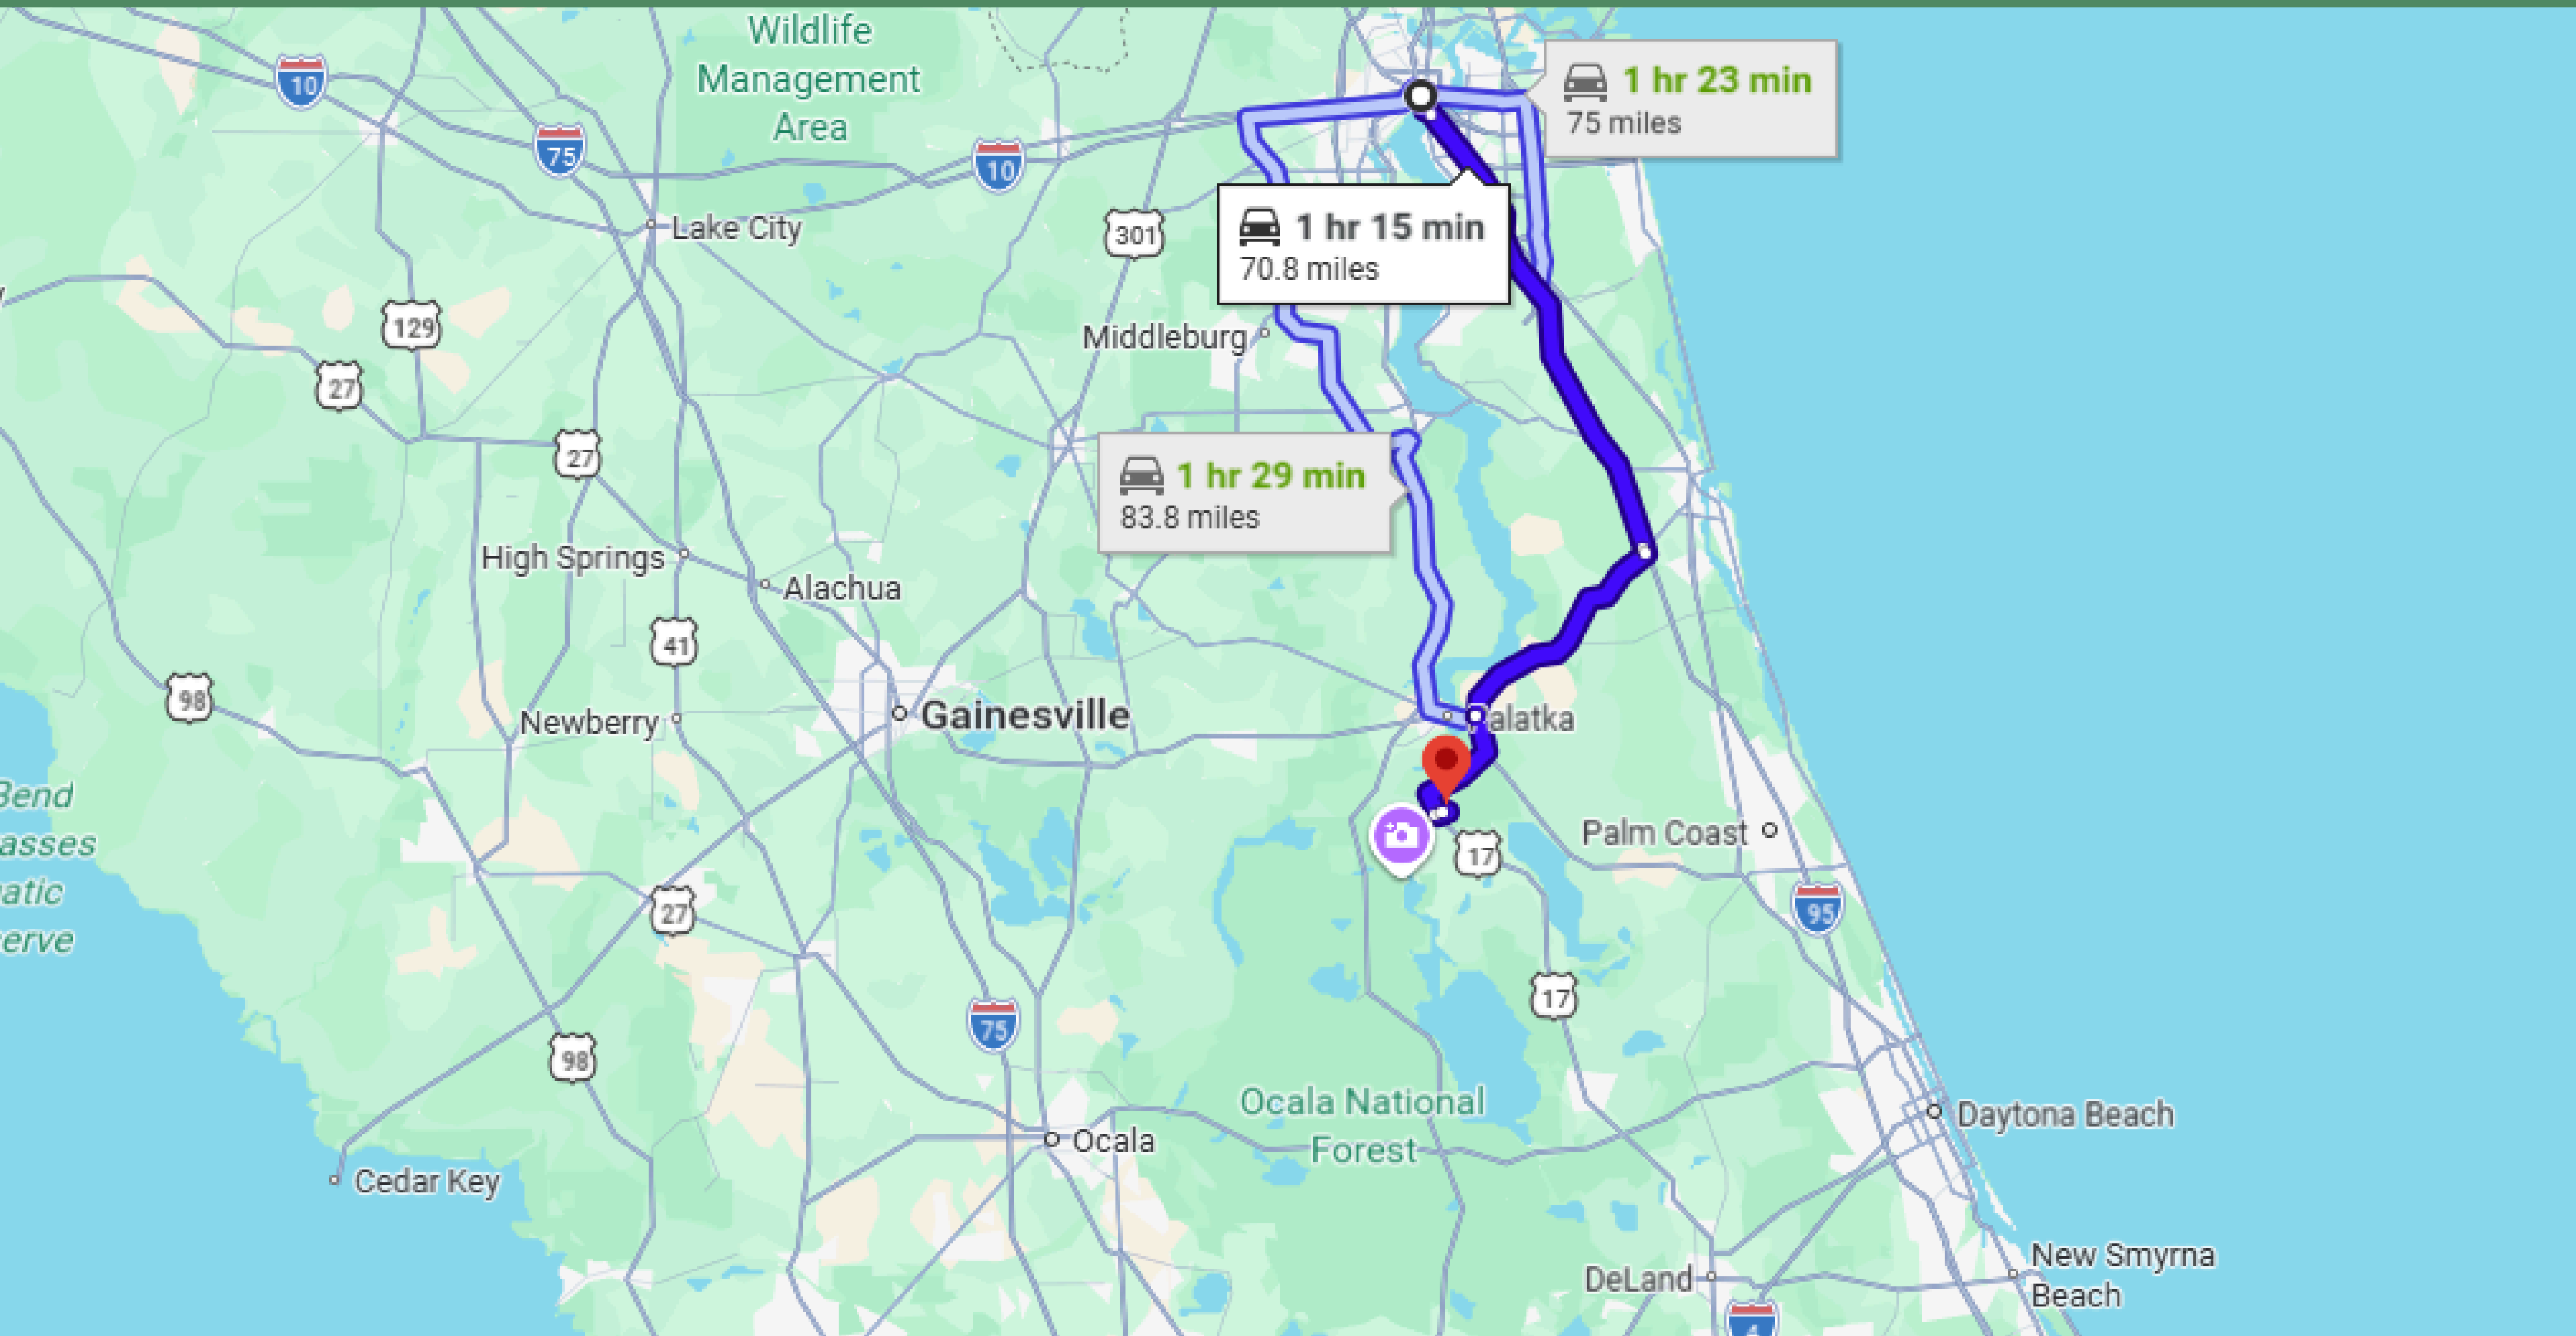 Wildlife
Management
Area
10
75
10
1 hr 23 min
75 miles
Lake City
301
1 hr 15 min
70.8 miles
129
Middleburg
27
27
1 hr 29 min
83.8 miles
High Springs
Alachua
41
98
Newberry
Gainesville
alatka
Bend
asses
atic
erve
17
Palm Coast
27
95
75
17
98
Ocala National
Forest
Daytona Beach
Ocala
Cedar Key
New Smyrna
Beach
DeLand
4